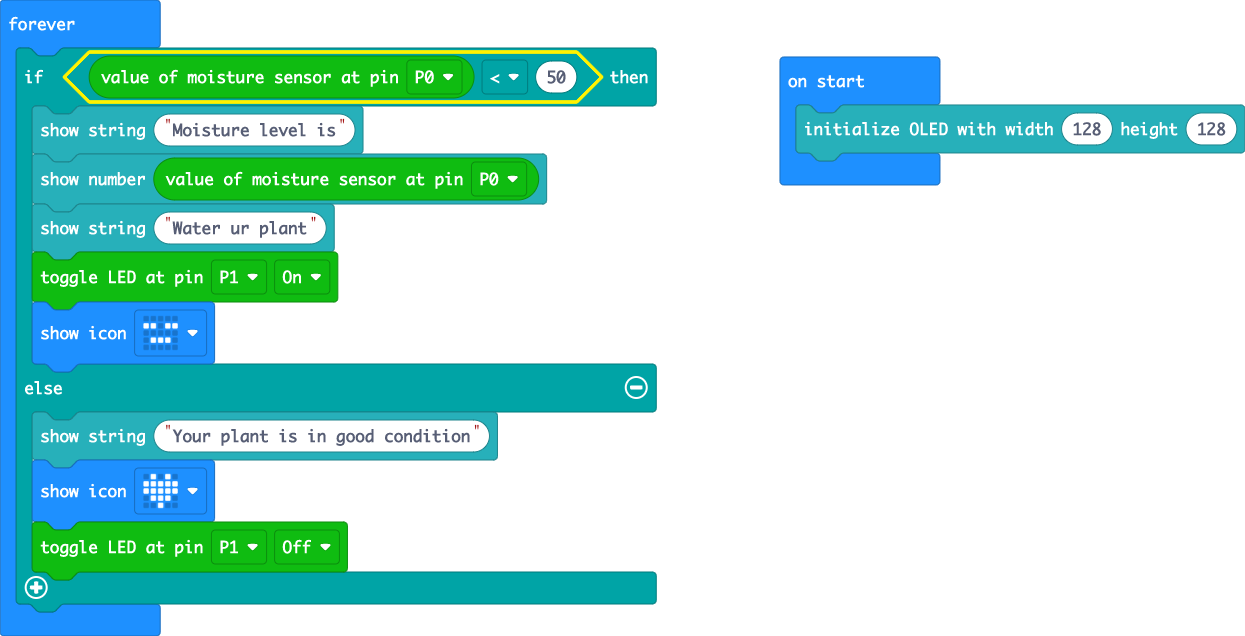 forever
if value of moisture sensor at pin P0 < 50 then
show string "Moisture level is"
show number value of moisture sensor at pin P0
show string "Water ur plant"
toggle LED at pin P1 On
show icon
else
show string "Your plant is in good condition"
show icon
toggle LED at pin P1 Off
on start
initialize OLED with width 128 height 128